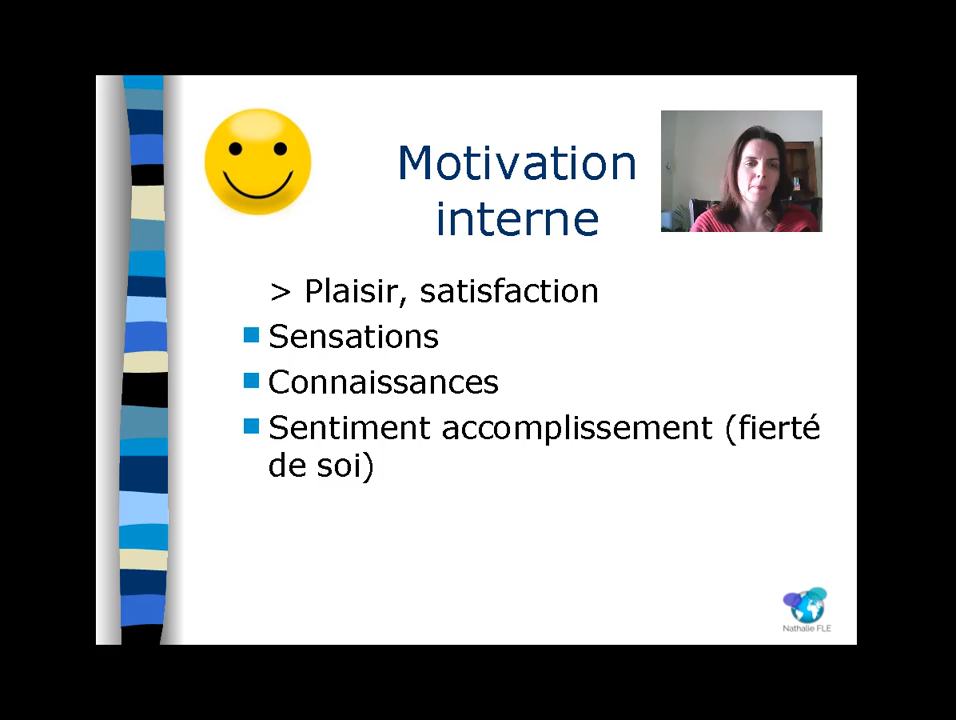 Motivation
interne
> Plaisir, satisfaction
Sensations
Connaissances
Sentiment accomplissement (fierté
de soi)
Nathalie FLE